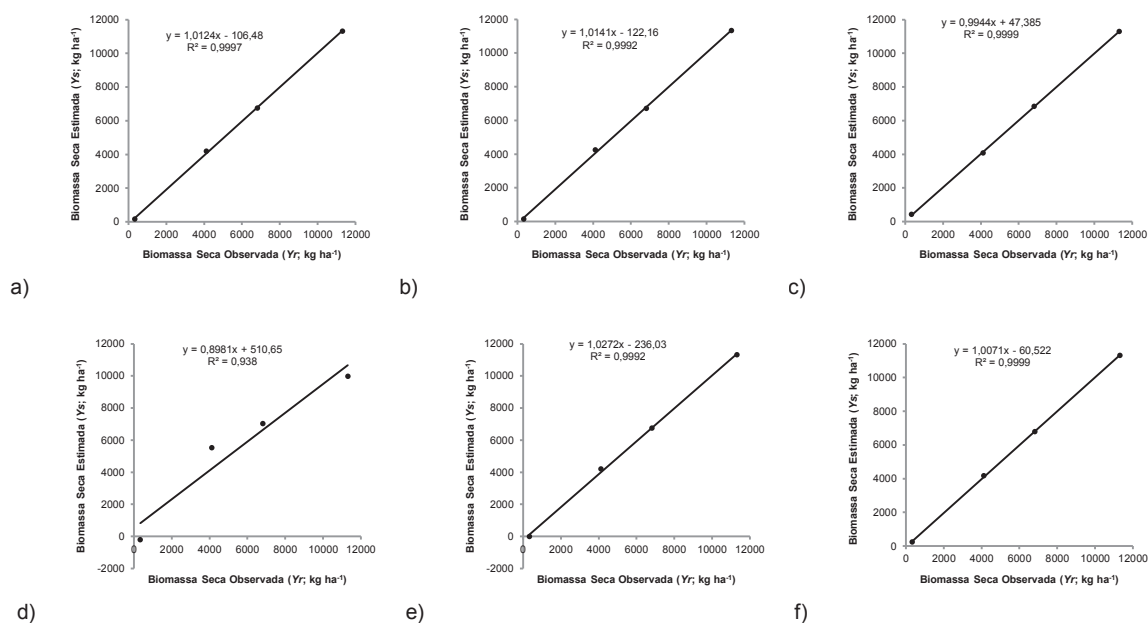 y = 1,0124x - 106,48
R² = 0,9997
12000
10000
8000
6000
4000
2000
0
0 2000 4000 6000 8000 10000 12000
Biomassa Seca Estimada (Ys; kg ha-1)
Biomassa Seca Observada (Yr; kg ha-1)
a)
y = 1,0141x - 122,16
R² = 0,9992
12000
10000
8000
6000
4000
2000
0
0 2000 4000 6000 8000 10000 12000
Biomassa Seca Estimada (Ys; kg ha-1)
Biomassa Seca Observada (Yr; kg ha-1)
b)
y = 0,9944x + 47,385
R² = 0,9999
12000
10000
8000
6000
4000
2000
0
0 2000 4000 6000 8000 10000 12000
Biomassa Seca Estimada (Ys; kg ha-1)
Biomassa Seca Observada (Yr; kg ha-1)
c)
y = 0,8981x + 510,65
R² = 0,938
12000
10000
8000
6000
4000
2000
0
-2000
0 2000 4000 6000 8000 10000 12000
Biomassa Seca Estimada (Ys; kg ha-1)
Biomassa Seca Observada (Yr; kg ha-1)
d)
y = 1,0272x - 236,03
R² = 0,9992
12000
10000
8000
6000
4000
2000
0
-2000
0 2000 4000 6000 8000 10000 12000
Biomassa Seca Estimada (Ys; kg ha-1)
Biomassa Seca Observada (Yr; kg ha-1)
e)
y = 1,0071x - 60,522
R² = 0,9999
12000
10000
8000
6000
4000
2000
0
0 2000 4000 6000 8000 10000 12000
Biomassa Seca Estimada (Ys; kg ha-1)
Biomassa Seca Observada (Yr; kg ha-1)
f)